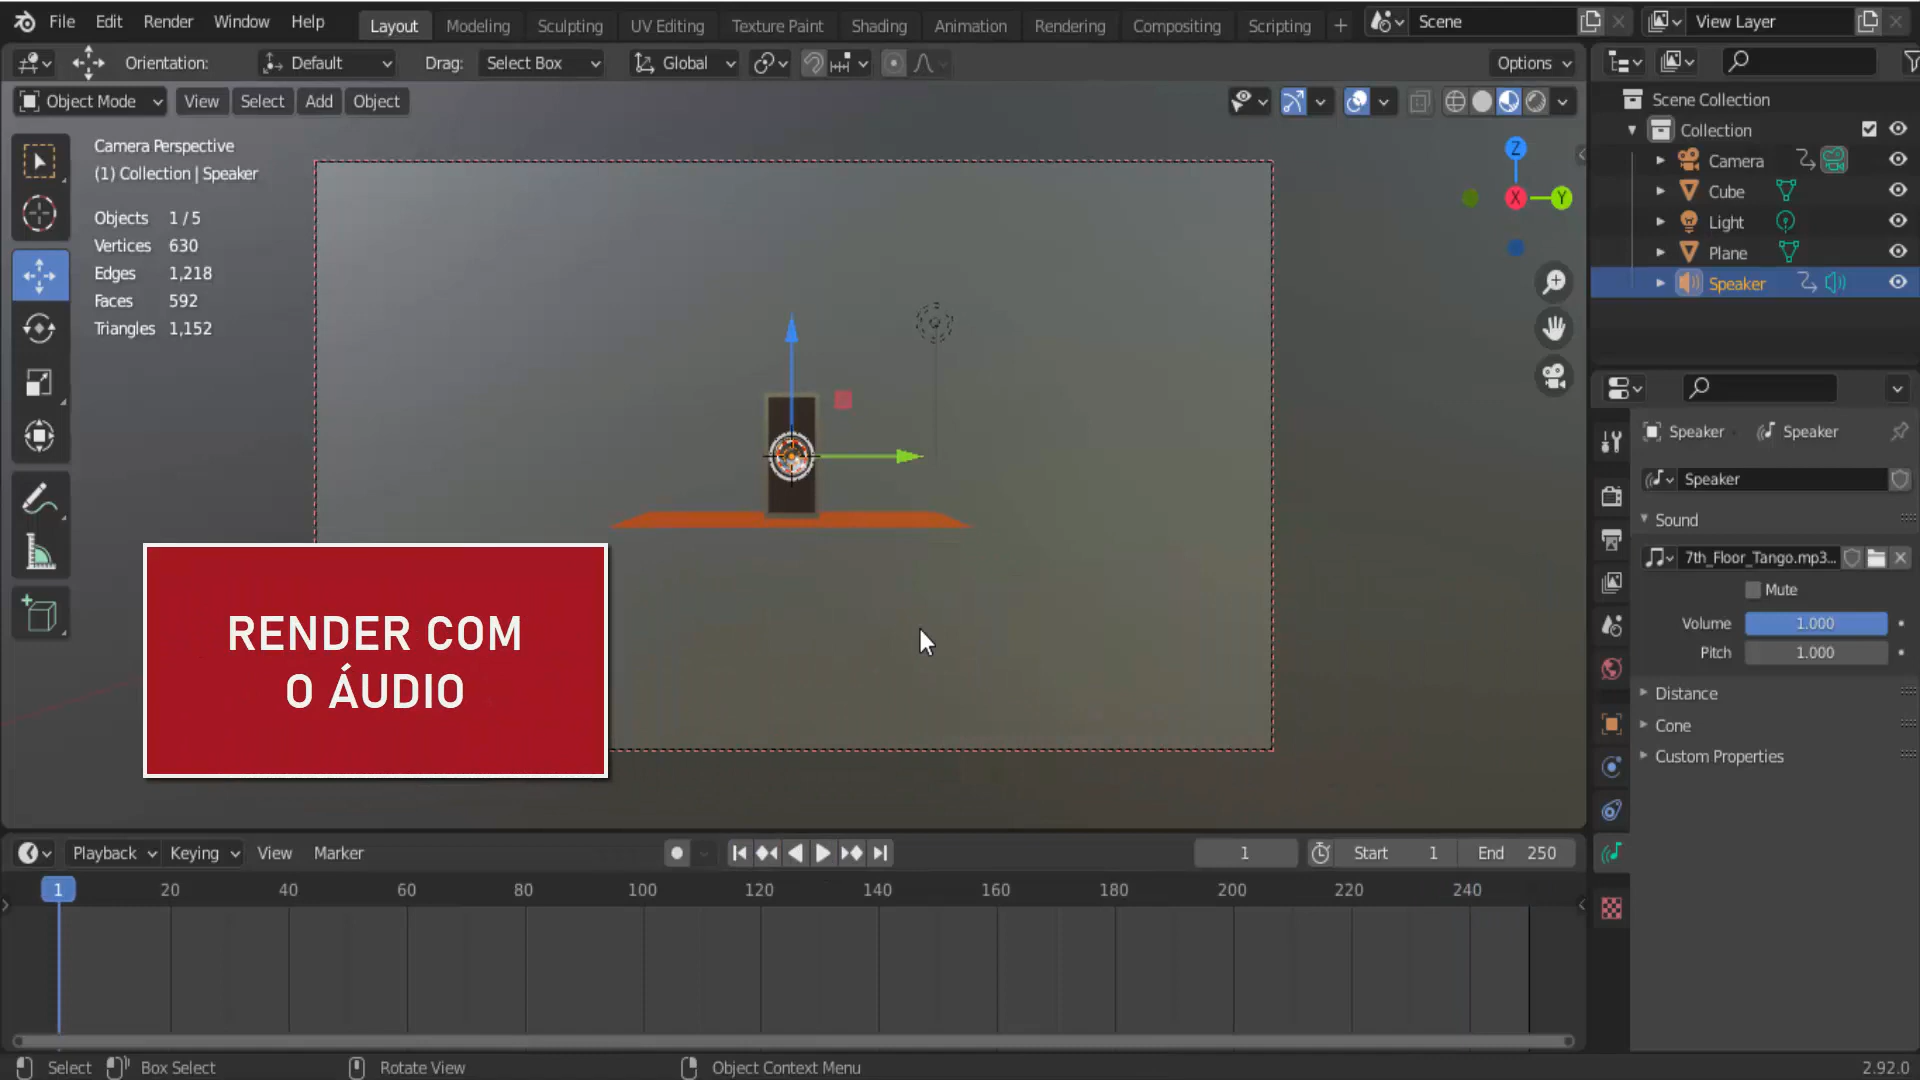 File Edit Render Window Help Layout Modeling Sculpting UV Editing Texture Paint Shading Animation Rendering Compositing Scripting + Scene View Layer
Orientation: Default Drag: Select Box Global Options
Object Mode View Select Add Object
Scene Collection
Collection
Camera
Cube
Light
Plane
Speaker
Camera Perspective
(1) Collection | Speaker
Objects 1 / 5
Vertices 630
Edges 1,218
Faces 592
Triangles 1,152
Z
X
Y
Speaker Speaker
Speaker
Sound
7th_Floor_Tango.mp3...
Mute
Volume 1.000
Pitch 1.000
Distance
Cone
Custom Properties
RENDER COM
O ÁUDIO
Playback Keying View Marker 1 Start 1 End 250
1 20 40 60 80 100 120 140 160 180 200 220 240
Select Box Select Rotate View Object Context Menu 2.92.0